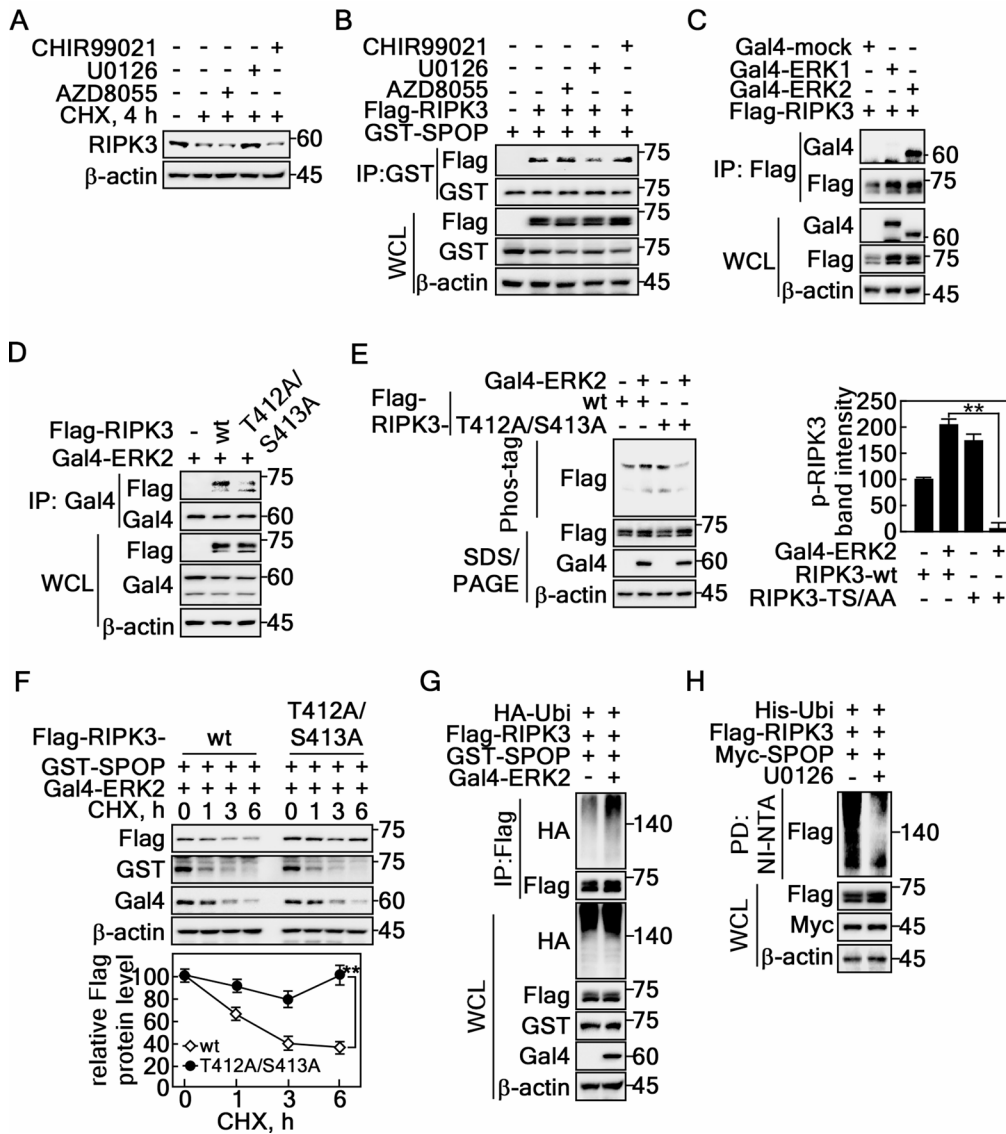 A
CHIR99021 - - - - +
U0126 - - - + -
AZD8055 - - + - -
CHX, 4 h - + + + +
RIPK3 60
β-actin 45
B
CHIR99021 - - - - +
U0126 - - - + -
AZD8055 - - + - -
Flag-RIPK3 - + + + +
GST-SPOP + + + + +
IP:GST
Flag 75
GST 75
WCL
Flag 75
GST 75
β-actin 45
C
Gal4-mock + - -
Gal4-ERK1 - + -
Gal4-ERK2 - - +
Flag-RIPK3 + + +
IP: Flag
Gal4 60
Flag 75
WCL
Gal4 60
Flag 75
β-actin 45
D
Flag-RIPK3 - wt T412A/
S413A
Gal4-ERK2 + + +
IP: Gal4
Flag 75
Gal4 60
WCL
Flag 75
Gal4 60
β-actin 45
E
Gal4-ERK2 - + - +
Flag-
RIPK3-
wt + + - -
T412A/S413A - - + +
Phos-tag
Flag
SDS/
PAGE
Flag 75
Gal4 60
β-actin 45
p-RIPK3
band intensity
250
200
150
100
50
0
**
Gal4-ERK2 - + - +
RIPK3-wt + + - -
RIPK3-TS/AA - - + +
F
Flag-RIPK3- wt T412A/
S413A
GST-SPOP + + + + + + + +
Gal4-ERK2 + + + + + + + +
CHX, h 0 1 3 6 0 1 3 6
Flag 75
GST 75
Gal4 60
β-actin 45
relative Flag
protein level
100
80
60
40
20
0
**
wt
T412A/S413A
0 1 3 6
CHX, h
G
HA-Ubi + +
Flag-RIPK3 + +
GST-SPOP + +
Gal4-ERK2 - +
IP:Flag
HA 140
Flag 75
WCL
HA 140
Flag 75
GST 75
Gal4 60
β-actin 45
H
His-Ubi + +
Flag-RIPK3 + +
Myc-SPOP + +
U0126 - +
PD:
NI-NTA
Flag 140
WCL
Flag 75
Myc 45
β-actin 45